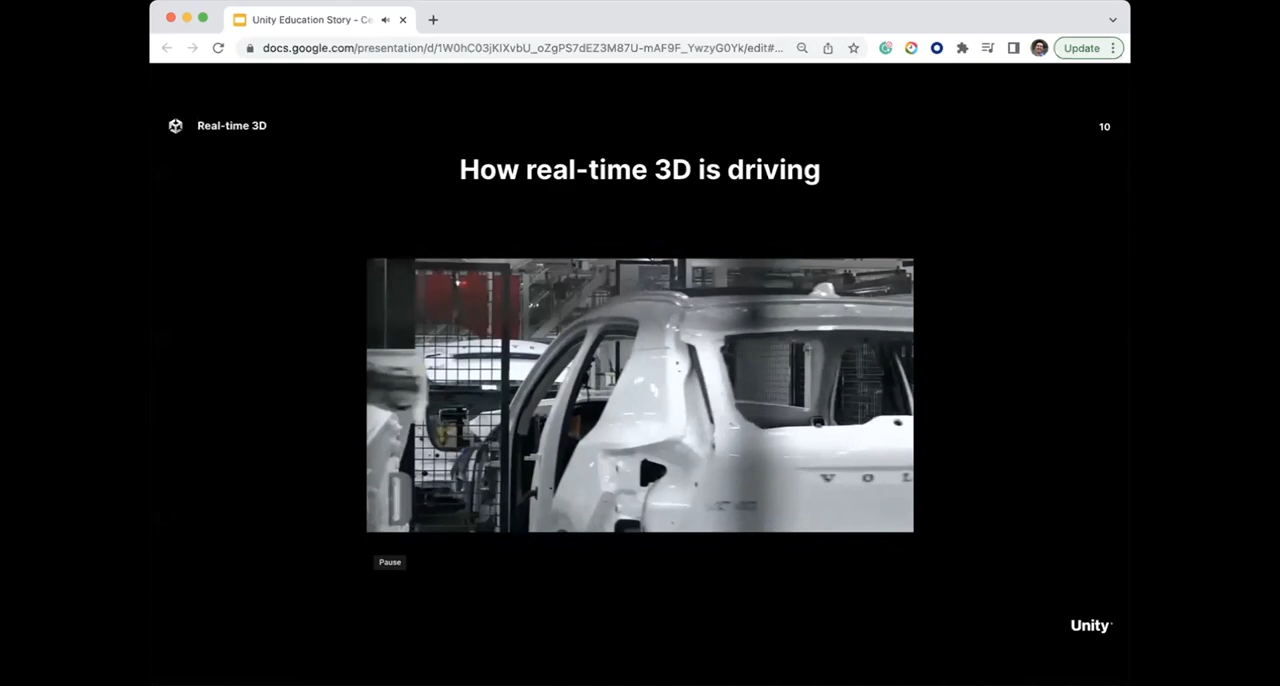 Unity Education Story - Ce
docs.google.com/presentation/d/1W0hC03jKIXvbU_oZgPS7dEZ3M87U-mAF9F_YwzyG0Yk/edit#...
Update
Real-time 3D
10
How real-time 3D is driving
VOL
Pause
Unity